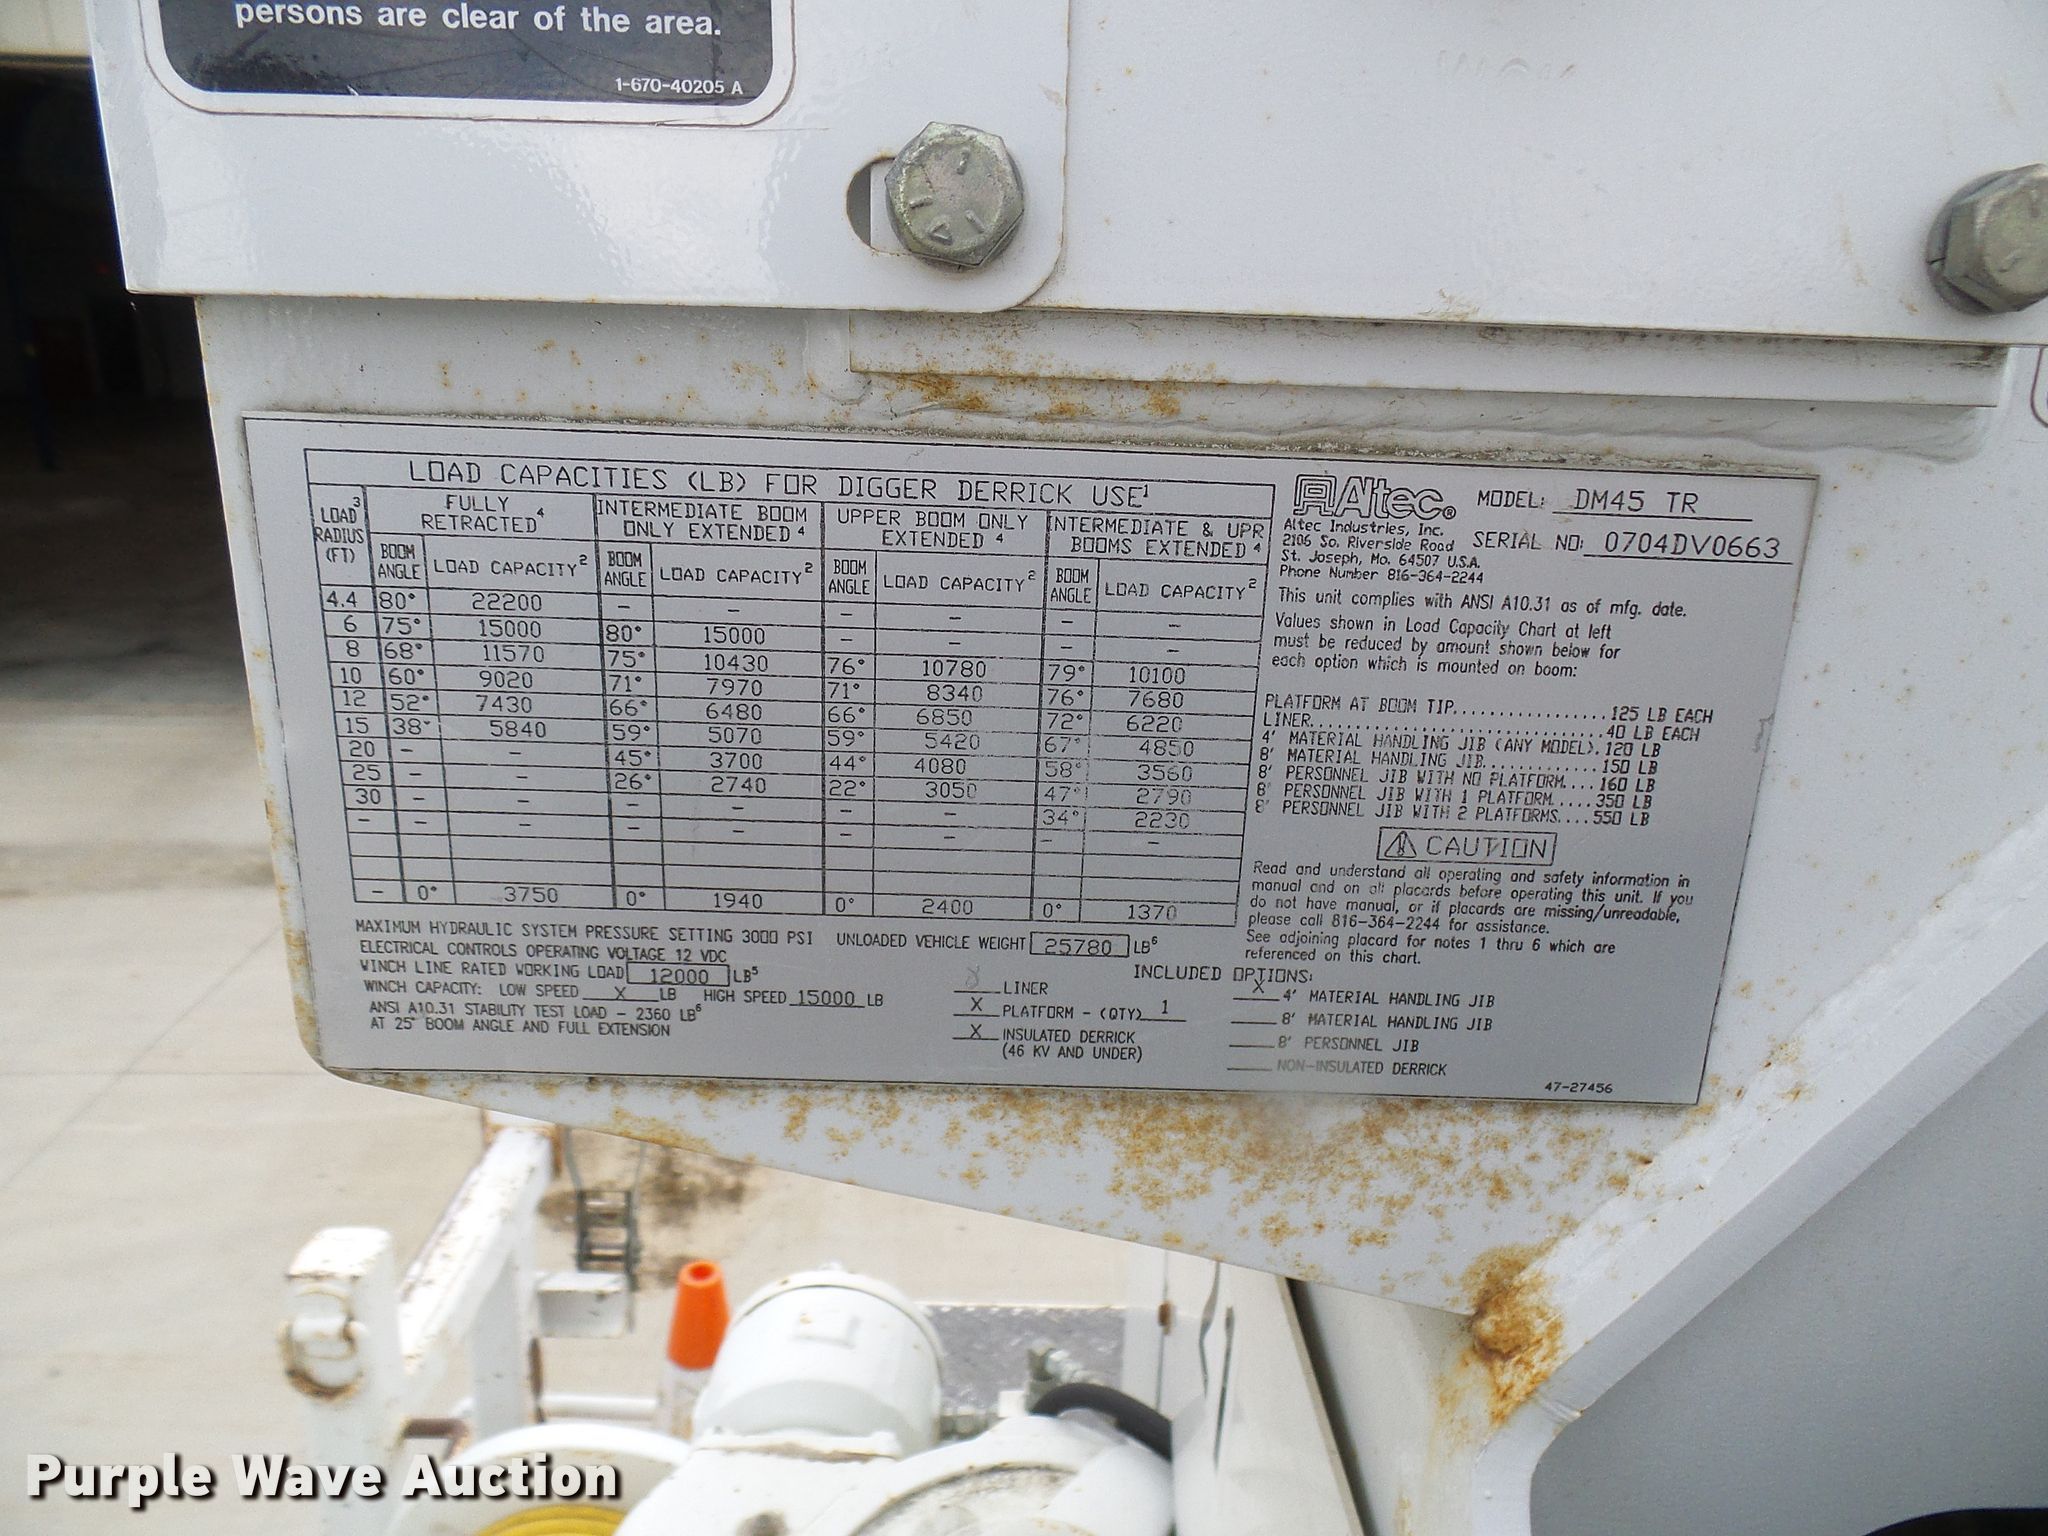 persons are clear of the area.
1-670-40205 A
LOAD CAPACITIES (LB) FOR DIGGER DERRICK USE1
LOAD3 RADIUS (FT) FULLY RETRACTED4 INTERMEDIATE BOOM ONLY EXTENDED 4 UPPER BOOM ONLY EXTENDED 4 INTERMEDIATE & UPR BOOMS EXTENDED 4
BOOM ANGLE LOAD CAPACITY2 BOOM ANGLE LOAD CAPACITY2 BOOM ANGLE LOAD CAPACITY2 BOOM ANGLE LOAD CAPACITY2
4.4 80° 22200 - - - - - -
6 75° 15000 80° 15000 - - - -
8 68° 11570 75° 10430 76° 10780 79° 10100
10 60° 9020 71° 7970 71° 8340 76° 7680
12 52° 7430 66° 6480 66° 6850 72° 6220
15 38° 5840 59° 5070 59° 5420 67° 4850
20 - - 45° 3700 44° 4080 58° 3560
25 - - 26° 2740 22° 3050 47° 2790
30 - - - - - - 34° 2230
- - - - - - - - -
- 0° 3750 0° 1940 0° 2400 0° 1370
MAXIMUM HYDRAULIC SYSTEM PRESSURE SETTING 3000 PSI UNLOADED VEHICLE WEIGHT 25780 LB6
ELECTRICAL CONTROLS OPERATING VOLTAGE 12 VDC
WINCH LINE RATED WORKING LOAD 12000 LB5
WINCH CAPACITY: LOW SPEED X LB HIGH SPEED 15000 LB
ANSI A10.31 STABILITY TEST LOAD - 2360 LB6
AT 25° BOOM ANGLE AND FULL EXTENSION
Altec® MODEL: DM45 TR
Altec Industries, Inc.
2106 So. Riverside Road SERIAL NO: 0704DV0663
St. Joseph, Mo. 64507 U.S.A.
Phone Number 816-364-2244
This unit complies with ANSI A10.31 as of mfg. date.
Values shown in Load Capacity Chart at left
must be reduced by amount shown below for
each option which is mounted on boom:
PLATFORM AT BOOM TIP................125 LB EACH
LINER..............................40 LB EACH
4' MATERIAL HANDLING JIB (ANY MODEL).120 LB
8' MATERIAL HANDLING JIB.............150 LB
8' PERSONNEL JIB WITH NO PLATFORM....160 LB
8' PERSONNEL JIB WITH 1 PLATFORM.....350 LB
8' PERSONNEL JIB WITH 2 PLATFORMS....550 LB
CAUTION
Read and understand all operating and safety information in
manual and on all placards before operating this unit. If you
do not have manual, or if placards are missing/unreadable,
please call 816-364-2244 for assistance.
See adjoining placard for notes 1 thru 6 which are
referenced on this chart.
INCLUDED OPTIONS:
LINER
X PLATFORM - (QTY) 1
X INSULATED DERRICK
(46 KV AND UNDER)
X 4' MATERIAL HANDLING JIB
8' MATERIAL HANDLING JIB
8' PERSONNEL JIB
NON-INSULATED DERRICK
47-27456
Purple Wave Auction